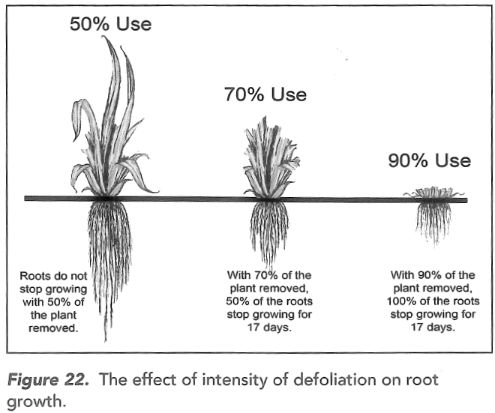 50% Use
70% Use
90% Use
Roots do not
stop growing
with 50% of
the plant
removed.
With 70% of the
plant removed,
50% of the roots
stop growing for
17 days.
With 90% of the
plant removed,
100% of the roots
stop growing for
17 days.
Figure 22. The effect of intensity of defoliation on root
growth.